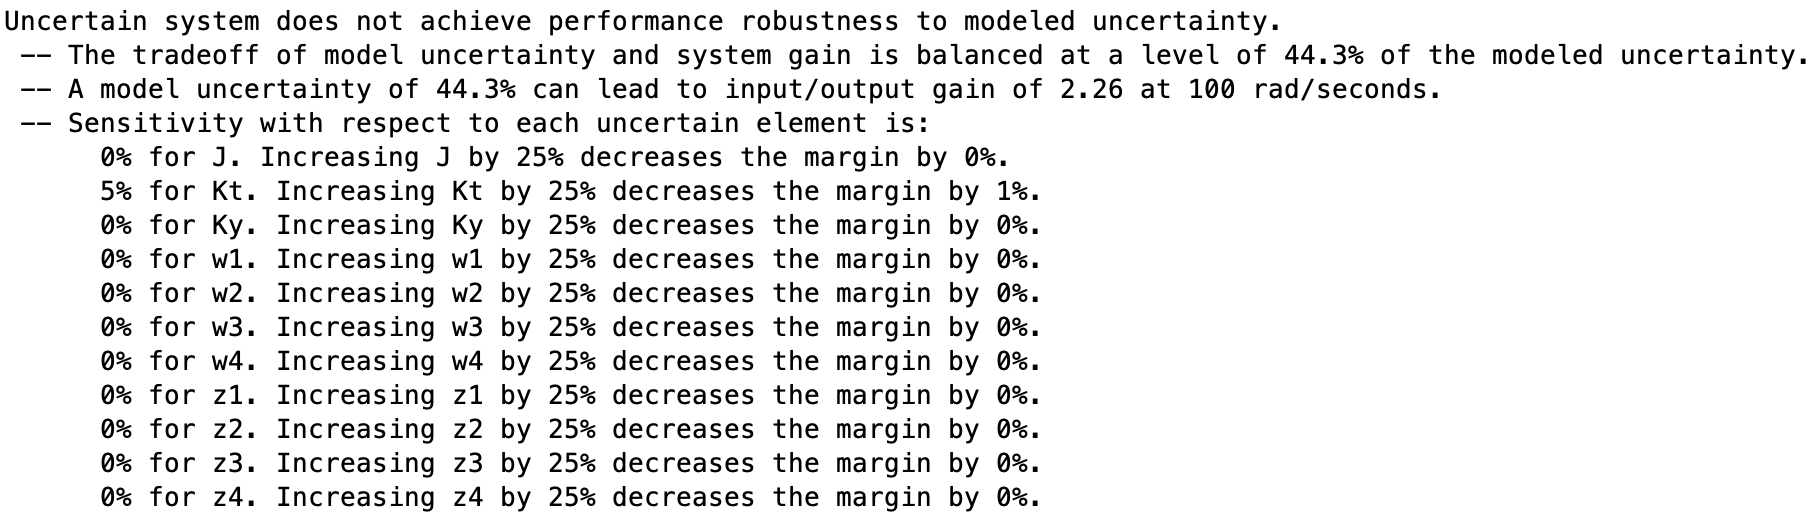 Uncertain system does not achieve performance robustness to modeled uncertainty.
-- The tradeoff of model uncertainty and system gain is balanced at a level of 44.3% of the modeled uncertainty.
-- A model uncertainty of 44.3% can lead to input/output gain of 2.26 at 100 rad/seconds.
-- Sensitivity with respect to each uncertain element is:
0% for J. Increasing J by 25% decreases the margin by 0%.
5% for Kt. Increasing Kt by 25% decreases the margin by 1%.
0% for Ky. Increasing Ky by 25% decreases the margin by 0%.
0% for w1. Increasing w1 by 25% decreases the margin by 0%.
0% for w2. Increasing w2 by 25% decreases the margin by 0%.
0% for w3. Increasing w3 by 25% decreases the margin by 0%.
0% for w4. Increasing w4 by 25% decreases the margin by 0%.
0% for z1. Increasing z1 by 25% decreases the margin by 0%.
0% for z2. Increasing z2 by 25% decreases the margin by 0%.
0% for z3. Increasing z3 by 25% decreases the margin by 0%.
0% for z4. Increasing z4 by 25% decreases the margin by 0%.